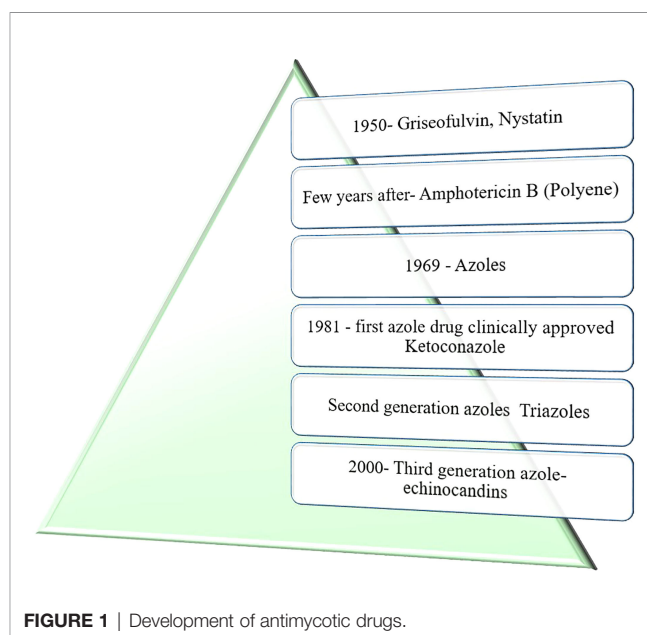 1950- Griseofulvin, Nystatin
Few years after- Amphotericin B (Polyene)
1969 - Azoles
1981 - first azole drug clinically approved
Ketoconazole
Second generation azoles Triazoles
2000- Third generation azole-
echinocandins
FIGURE 1 | Development of antimycotic drugs.